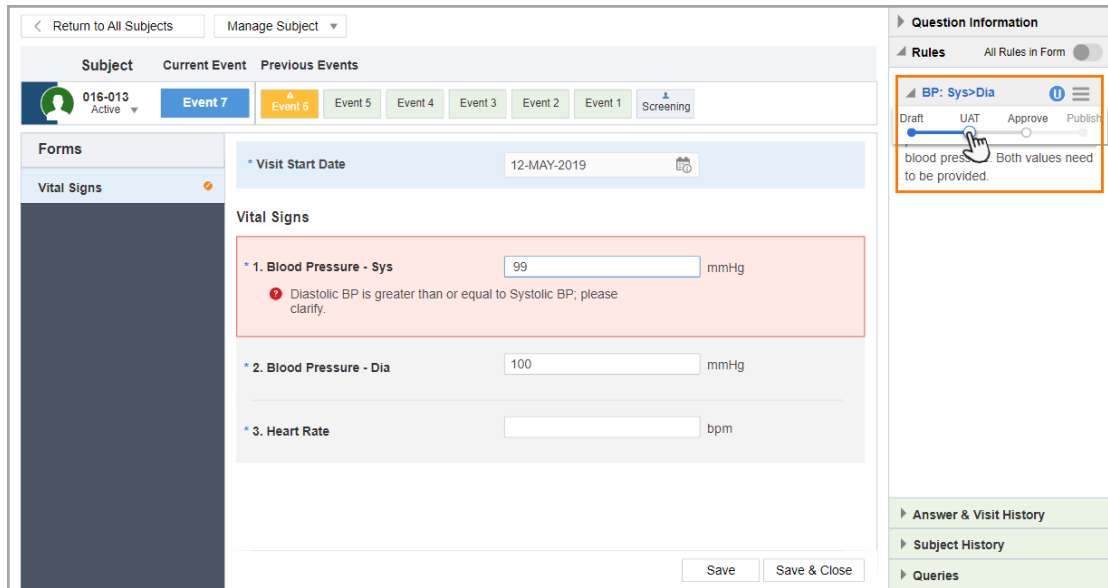 Return to All Subjects
Manage Subject
Subject Current Event Previous Events
016-013
Active
Event 7
Event 6
Event 5
Event 4
Event 3
Event 2
Event 1
Screening
Forms
Vital Signs
* Visit Start Date
12-MAY-2019
Vital Signs
* 1. Blood Pressure - Sys
99
mmHg
Diastolic BP is greater than or equal to Systolic BP; please
clarify.
* 2. Blood Pressure - Dia
100
mmHg
* 3. Heart Rate
bpm
Save
Save & Close
Question Information
Rules
All Rules in Form
BP: Sys>Dia
U
Draft UAT Approve Publish
blood Both values need
to be provided.
Answer & Visit History
Subject History
Queries